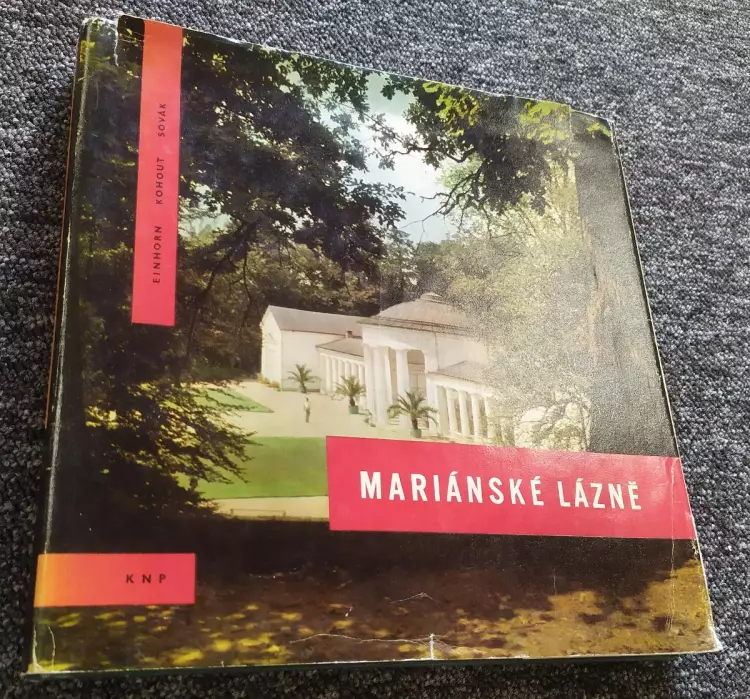 EINHORN KOHOUT SOVÁK
MARIÁNSKÉ LÁZNĚ
KNP